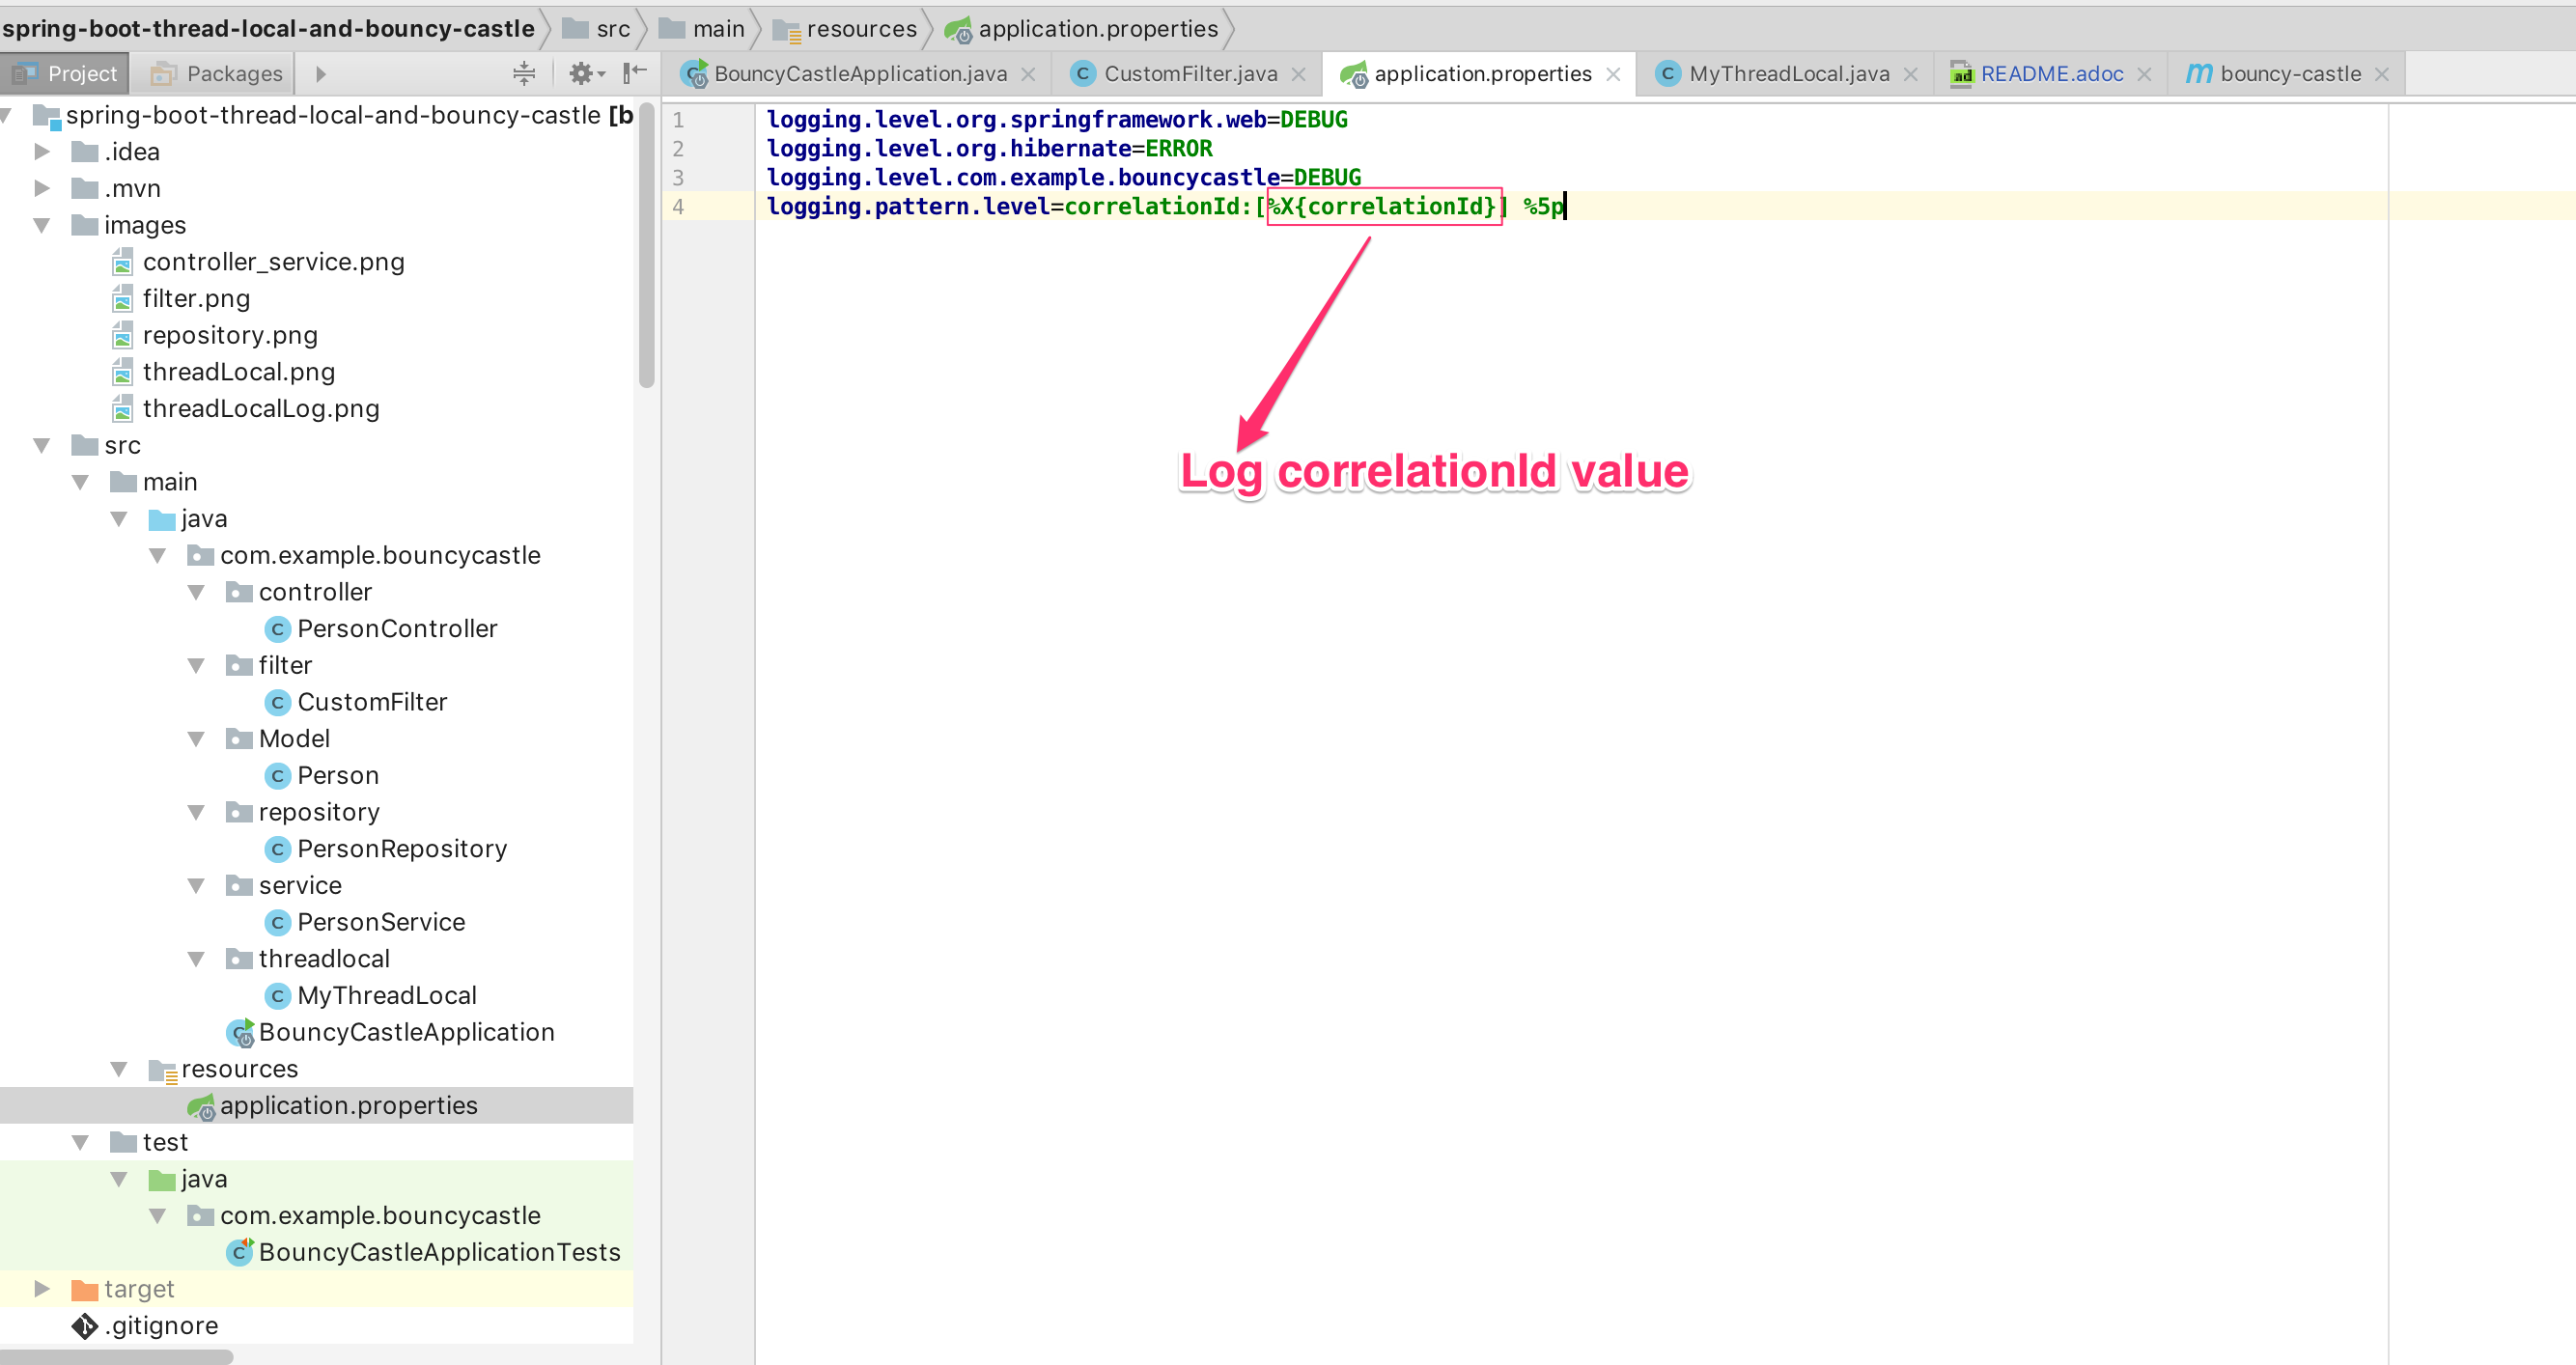 spring-boot-thread-local-and-bouncy-castle src main resources application.properties
Project Packages
BouncyCastleApplication.java CustomFilter.java application.properties MyThreadLocal.java README.adoc bouncy-castle
spring-boot-thread-local-and-bouncy-castle [b
.idea
.mvn
images
controller_service.png
filter.png
repository.png
threadLocal.png
threadLocalLog.png
src
main
java
com.example.bouncycastle
controller
PersonController
filter
CustomFilter
Model
Person
repository
PersonRepository
service
PersonService
threadlocal
MyThreadLocal
BouncyCastleApplication
resources
application.properties
test
java
com.example.bouncycastle
BouncyCastleApplicationTests
target
.gitignore
1 logging.level.org.springframework.web=DEBUG
2 logging.level.org.hibernate=ERROR
3 logging.level.com.example.bouncycastle=DEBUG
4 logging.pattern.level=correlationId:[%X{correlationId}] %5p
Log correlationId value